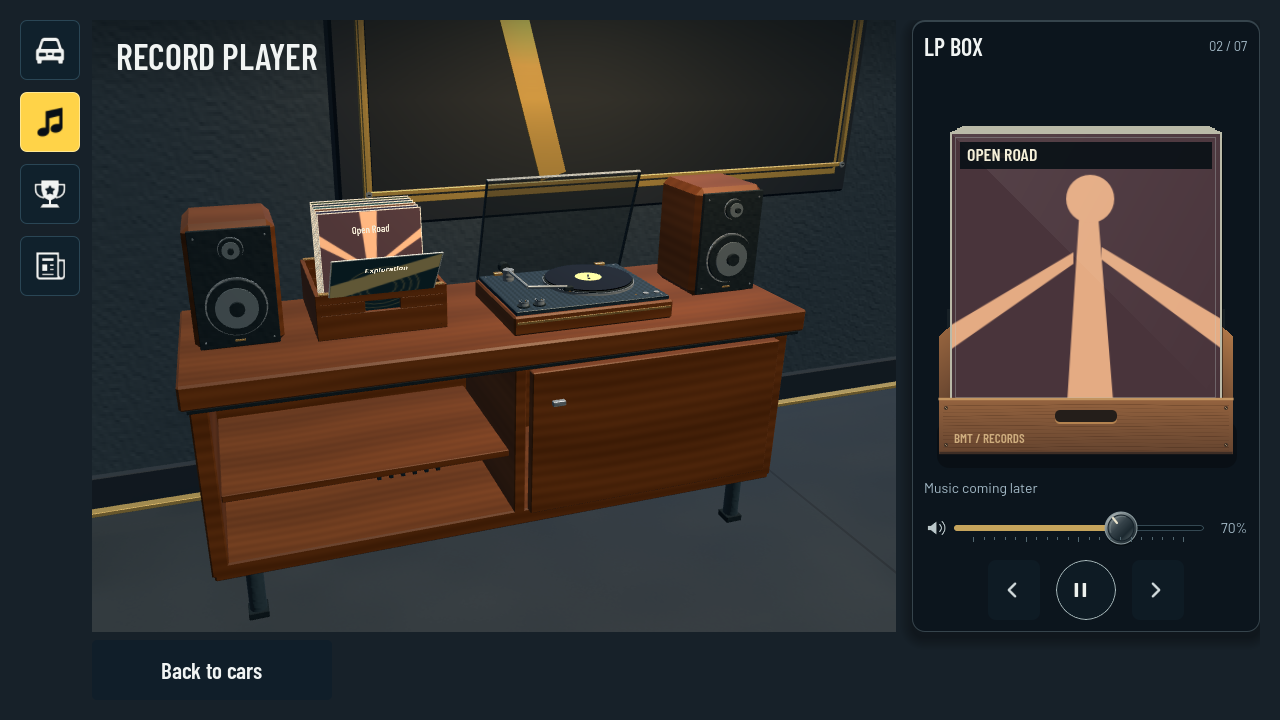 RECORD PLAYER
Open Road
Exploration
LP BOX
02 / 07
OPEN ROAD
BMT / RECORDS
Music coming later
70%
Back to cars